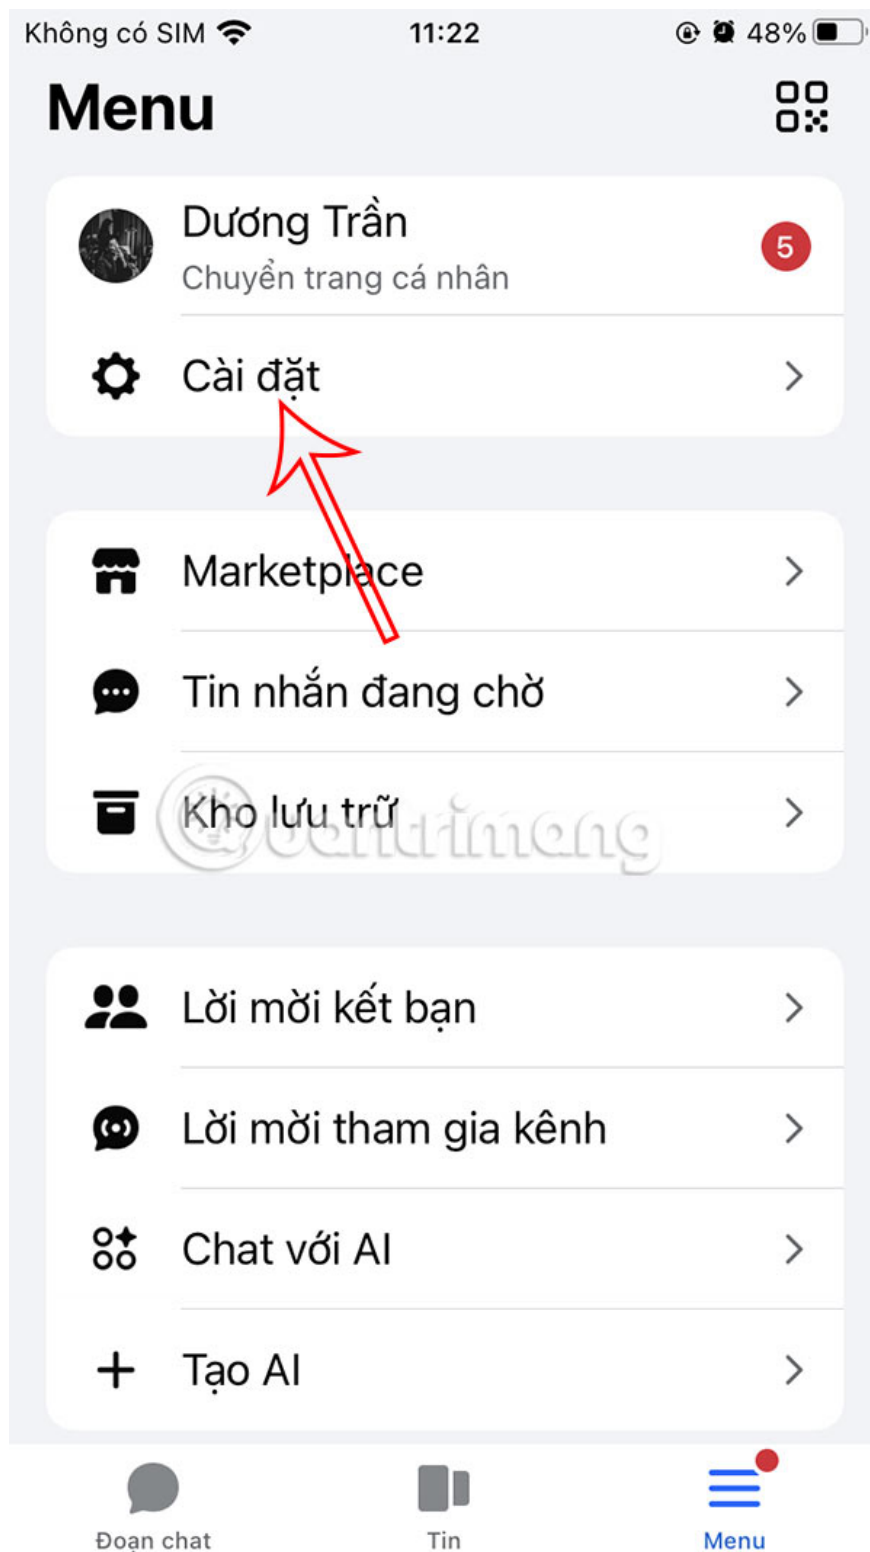 Không có SIM 11:22 48%
Menu
Dương Trần
5
Chuyển trang cá nhân
Cài đặt
Marketplace
Tin nhắn đang chờ
Kho lưu trữ
Quantrimang
Lời mời kết bạn
Lời mời tham gia kênh
Chat với AI
Tạo AI
Đoạn chat Tin Menu